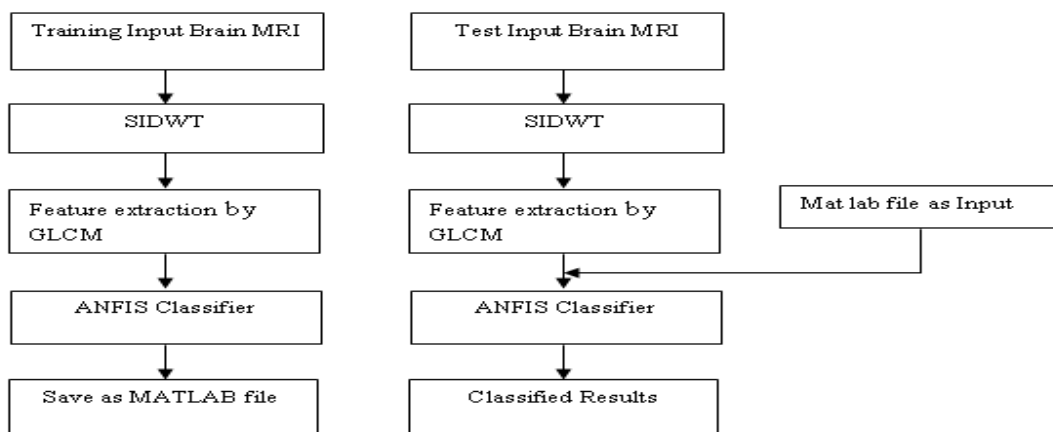 Training Input Brain MRI
SIDWT
Feature extraction by
GLCM
ANFIS Classifier
Save as MATLAB file
Test Input Brain MRI
SIDWT
Feature extraction by
GLCM
ANFIS Classifier
Classified Results
Mat lab file as Input